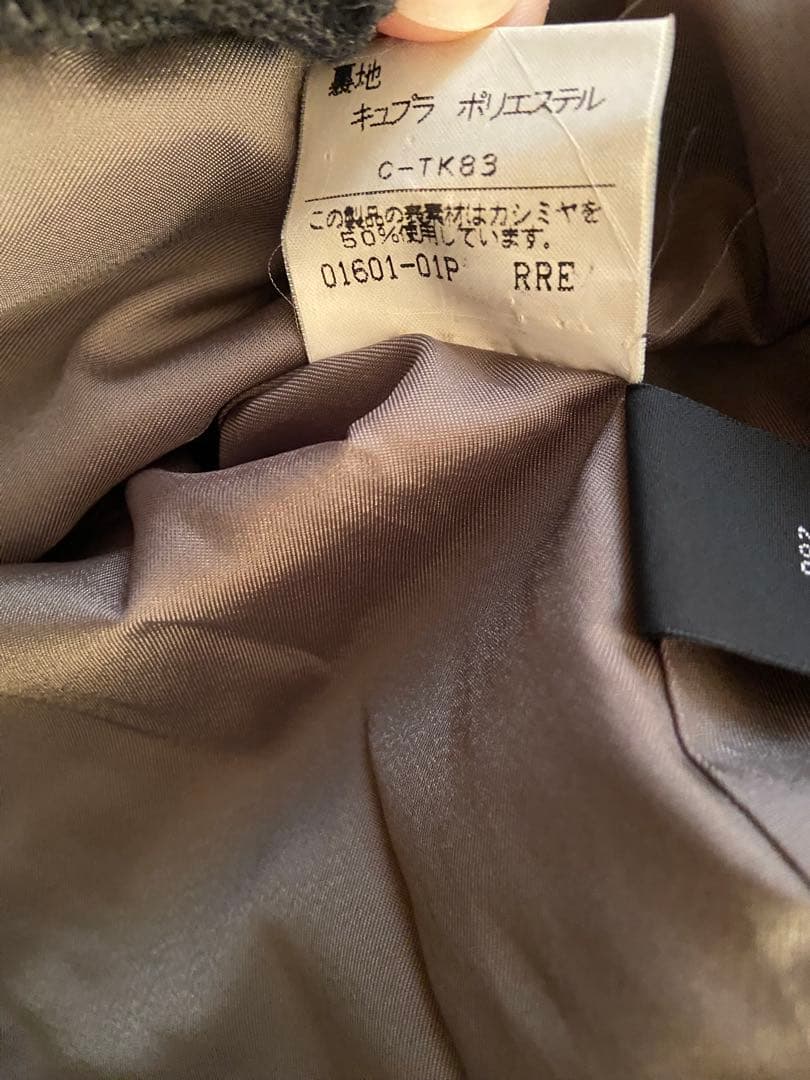 裏地
キュプラ ポリエステル
C-TK83
この製品の表素材はカシミヤを
50%使用しています。
01601-01P RRE